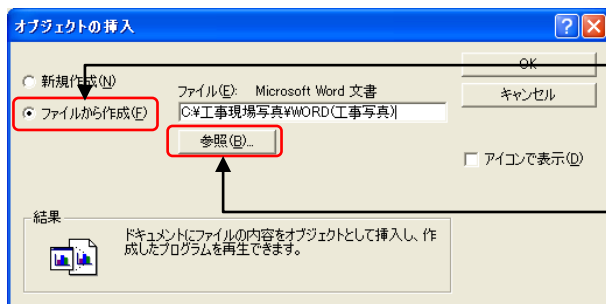 オブジェクトの挿入
新規作成(N)
ファイルから作成(F)
ファイル(E): Microsoft Word 文書
C:¥工事現場写真¥WORD(工事写真)
参照(B)...
OK
キャンセル
アイコンで表示(D)
結果
ドキュメントにファイルの内容をオブジェクトとして挿入し、作
成したプログラムを再生できます。